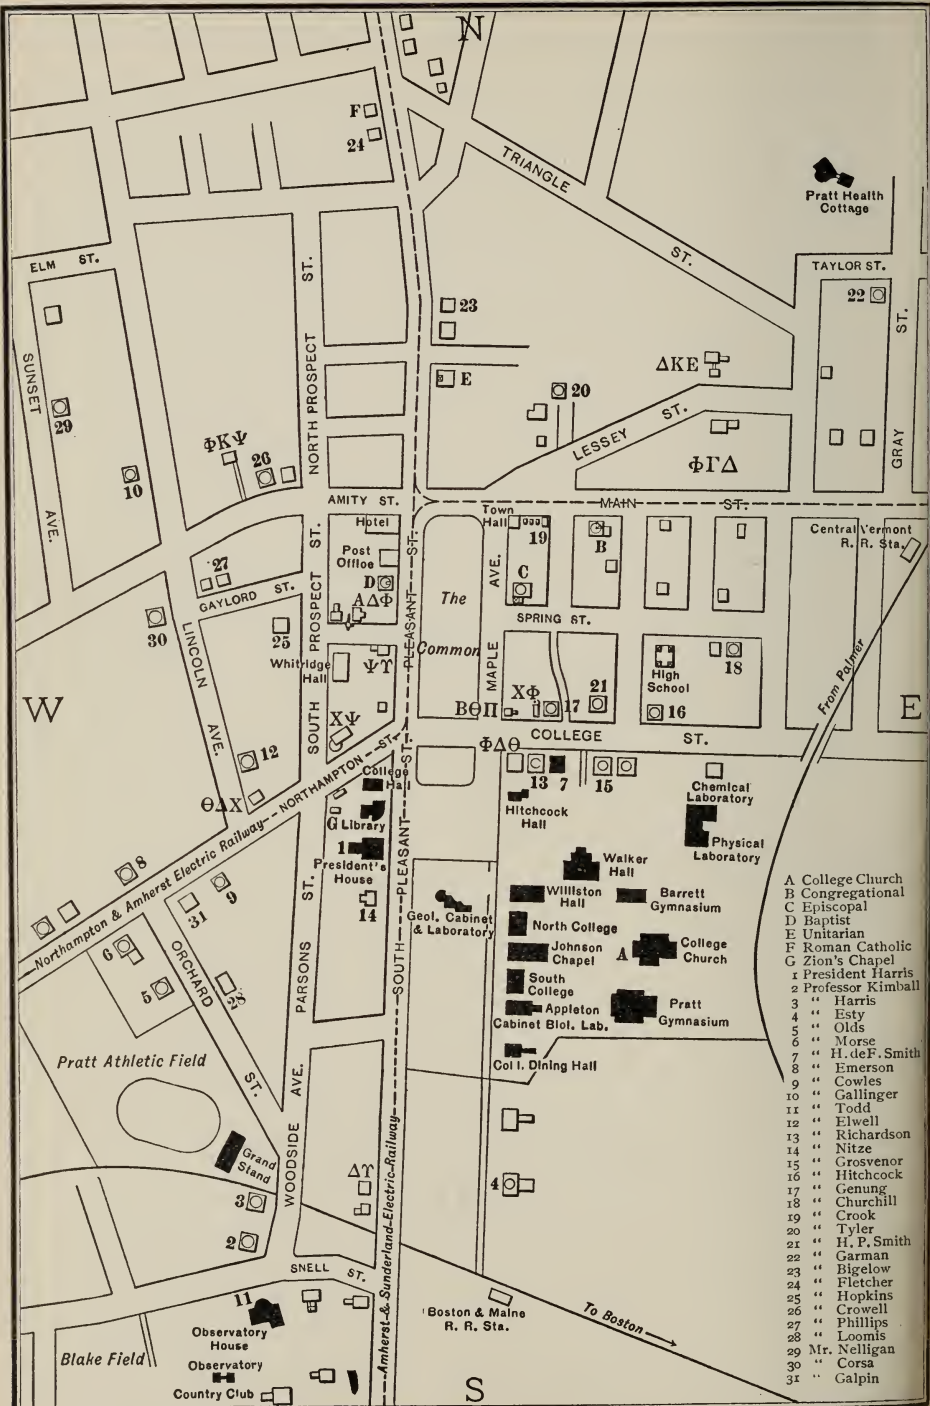 N
F
24
TRIANGLE
ST.
Pratt Health
Cottage
ELM ST.
TAYLOR ST.
22
SUNSET
AVE.
NORTH PROSPECT
ST.
23
E
ΔΚΕ
20
GRAY
ST.
29
10
ΦΚΨ
26
LESSEY ST.
ΦΓΔ
AMITY ST.
MAIN ST.
Hotel
Town
Hall
19
B
Central Vermont
R. R. Sta.
Post
Office
27
D
ΑΔΦ
C
GAYLORD ST.
SOUTH PROSPECT
ST.
PLEASANT ST.
The
Common
MAPLE
AVE.
SPRING ST.
30
25
LINCOLN
AVE.
Whitridge
Hall
ΨΥ
High
School
18
From Palmer
W
E
ΧΨ
ΒΘΠ
ΧΦ
17
21
16
12
COLLEGE ST.
ΦΔΘ
13
7
15
ΘΔΧ
NORTHAMPTON ST.
College
Hall
Hitchcock
Hall
Chemical
Laboratory
G Library
Physical
Laboratory
1
President's
House
Walker
Hall
Northampton & Amherst Electric Railway
8
9
31
14
Geol. Cabinet
& Laboratory
Williston
Hall
Barrett
Gymnasium
North College
6
ORCHARD
ST.
PARSONS
ST.
SOUTH PLEASANT ST.
Johnson
Chapel
A
College
Church
5
28
South
College
Appleton
Cabinet Biol. Lab.
Pratt
Gymnasium
Pratt Athletic Field
Coll. Dining Hall
Grand
Stand
WOODSIDE
AVE.
ΔΥ
4
3
2
Amherst & Sunderland Electric Railway
SNELL ST.
11
Observatory
House
Boston & Maine
R. R. Sta.
To Boston
Blake Field
Observatory
Country Club
S
A College Church
B Congregational
C Episcopal
D Baptist
E Unitarian
F Roman Catholic
G Zion's Chapel
1 President Harris
2 Professor Kimball
3 " Harris
4 " Esty
5 " Olds
6 " Morse
7 " H. deF. Smith
8 " Emerson
9 " Cowles
10 " Gallinger
11 " Todd
12 " Elwell
13 " Richardson
14 " Nitze
15 " Grosvenor
16 " Hitchcock
17 " Genung
18 " Churchill
19 " Crook
20 " Tyler
21 " H. P. Smith
22 " Garman
23 " Bigelow
24 " Fletcher
25 " Hopkins
26 " Crowell
27 " Phillips
28 " Loomis
29 Mr. Nelligan
30 " Corsa
31 " Galpin